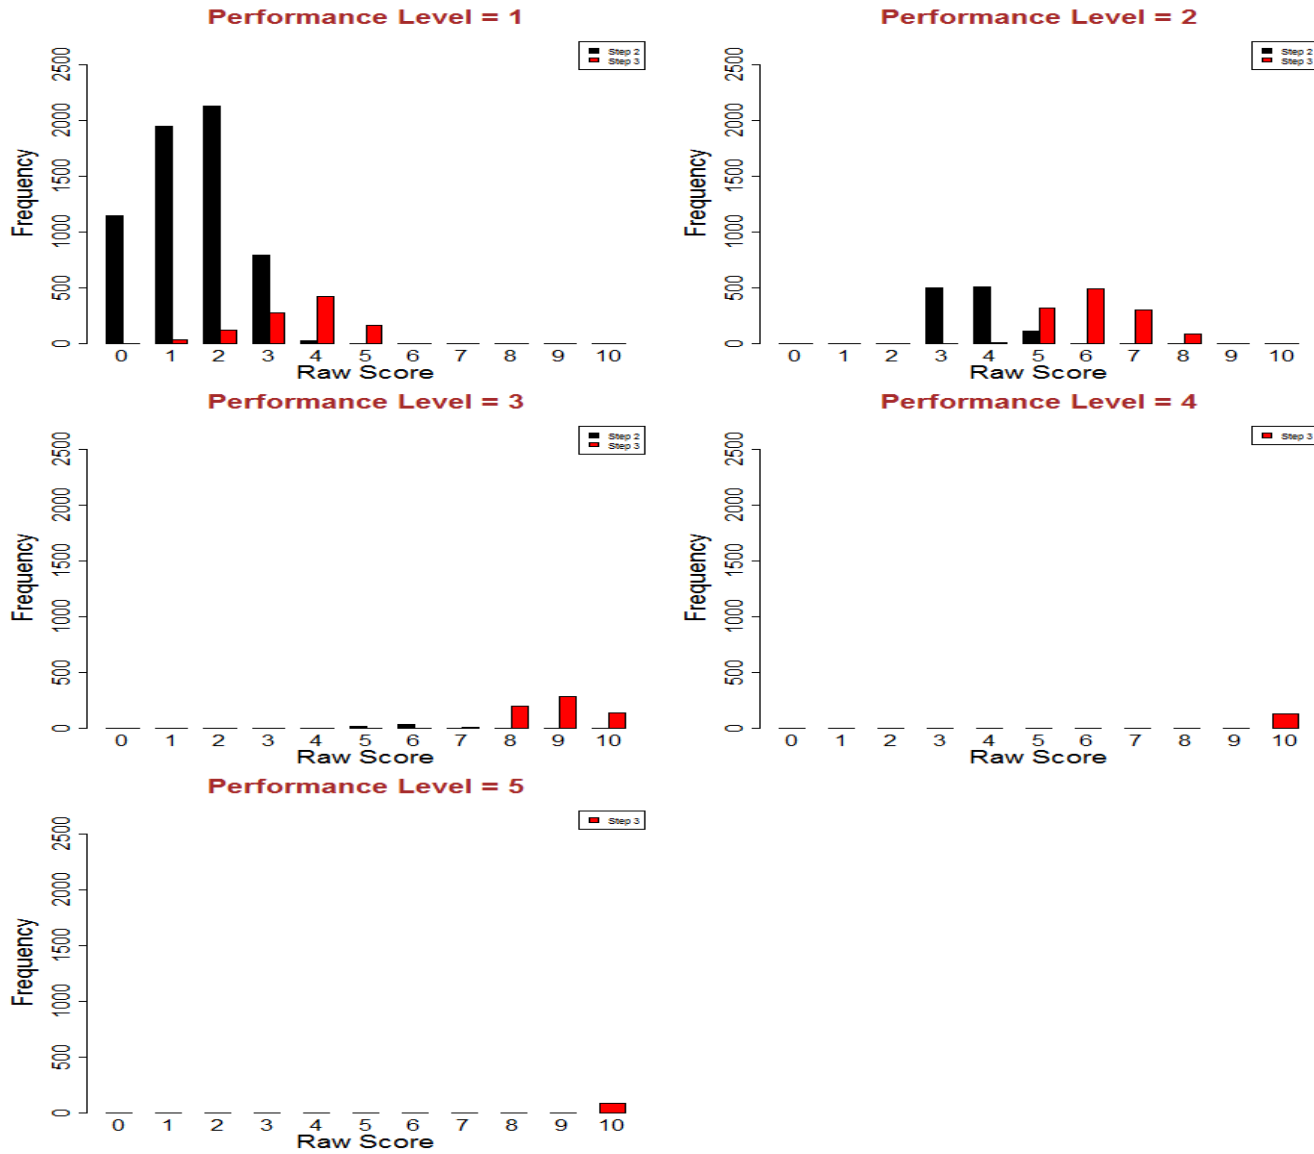 Performance Level = 1
Step 2
Step 3
Frequency
2500
2000
1500
1000
500
0
0 1 2 3 4 5 6 7 8 9 10
Raw Score
Performance Level = 2
Step 2
Step 3
Frequency
2500
2000
1500
1000
500
0
0 1 2 3 4 5 6 7 8 9 10
Raw Score
Performance Level = 3
Step 2
Step 3
Frequency
2500
2000
1500
1000
500
0
0 1 2 3 4 5 6 7 8 9 10
Raw Score
Performance Level = 4
Step 3
Frequency
2500
2000
1500
1000
500
0
0 1 2 3 4 5 6 7 8 9 10
Raw Score
Performance Level = 5
Step 3
Frequency
2500
2000
1500
1000
500
0
0 1 2 3 4 5 6 7 8 9 10
Raw Score